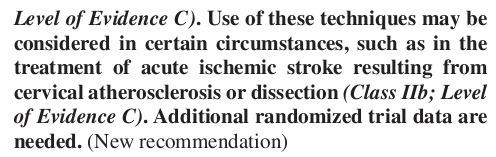 Level of Evidence C). Use of these techniques may be
considered in certain circumstances, such as in the
treatment of acute ischemic stroke resulting from
cervical atherosclerosis or dissection (Class IIb; Level
of Evidence C). Additional randomized trial data are
needed. (New recommendation)